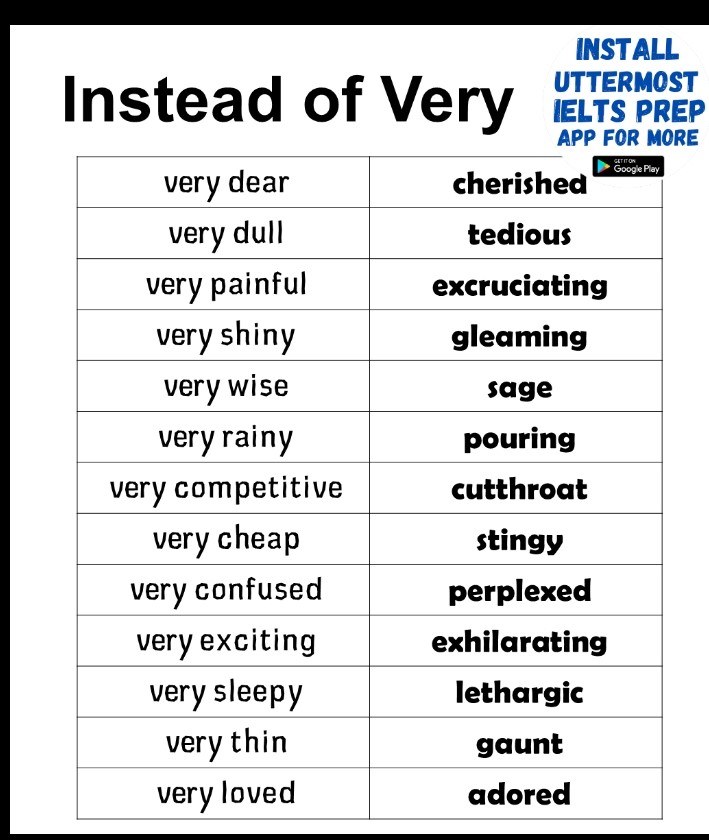 INSTALL
UTTERMOST
IELTS PREP
APP FOR MORE
GET IT ON
Google Play
Instead of Very
very dear cherished
very dull tedious
very painful excruciating
very shiny gleaming
very wise sage
very rainy pouring
very competitive cutthroat
very cheap stingy
very confused perplexed
very exciting exhilarating
very sleepy lethargic
very thin gaunt
very loved adored